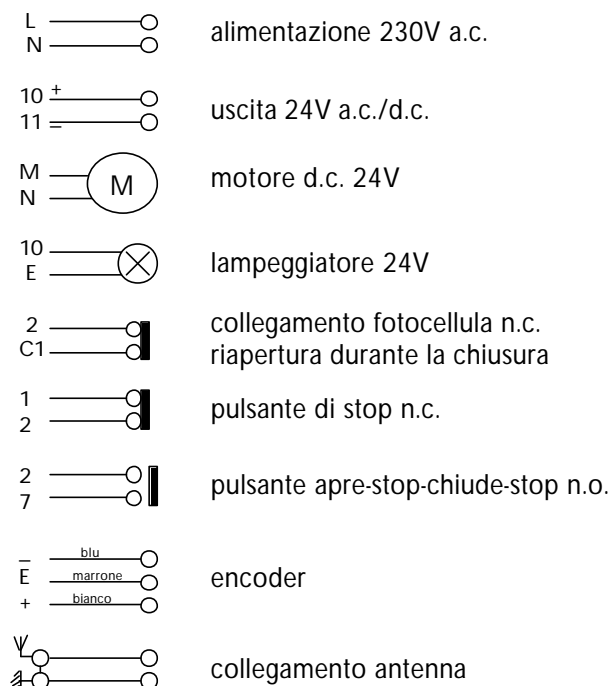 L
N
alimentazione 230V a.c.
10 +
11 –
uscita 24V a.c./d.c.
M
N
M
motore d.c. 24V
10
E
lampeggiatore 24V
2
C1
collegamento fotocellula n.c.
riapertura durante la chiusura
1
2
pulsante di stop n.c.
2
7
pulsante apre-stop-chiude-stop n.o.
– blu
E marrone
+ bianco
encoder
collegamento antenna